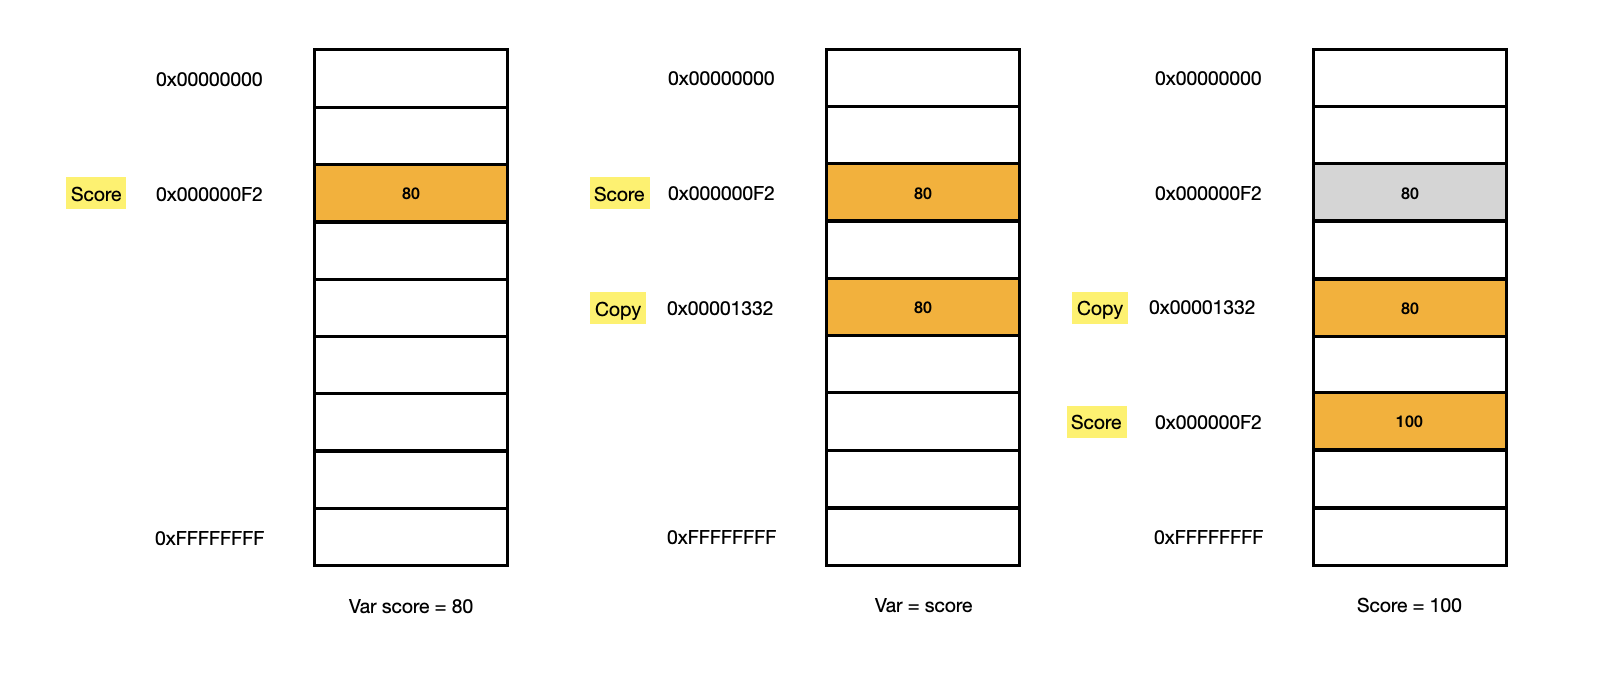 0x00000000
Score 0x000000F2 80
0xFFFFFFFF
Var score = 80
0x00000000
Score 0x000000F2 80
Copy 0x00001332 80
0xFFFFFFFF
Var = score
0x00000000
0x000000F2 80
Copy 0x00001332 80
Score 0x000000F2 100
0xFFFFFFFF
Score = 100